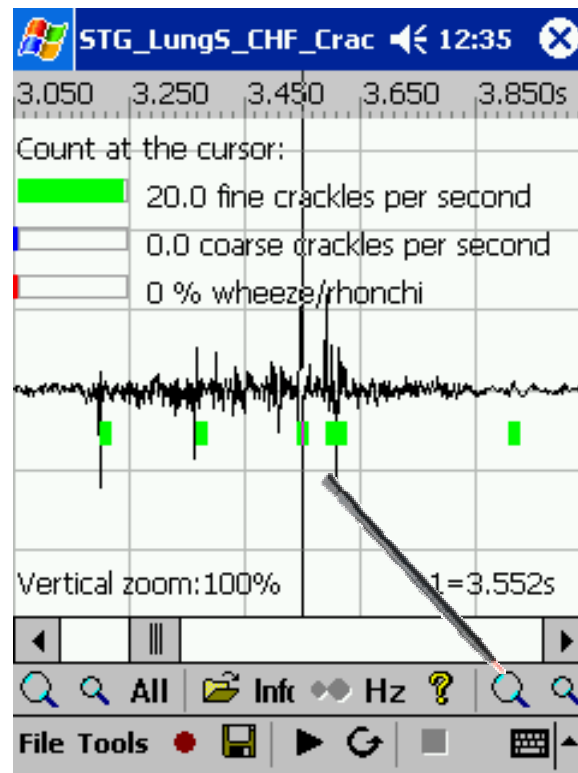 STG_LungS_CHF_Crac 12:35
3.050 3.250 3.450 3.650 3.850s
Count at the cursor:
20.0 fine crackles per second
0.0 coarse crackles per second
0 % wheeze/rhonchi
Vertical zoom:100% 1=3.552s
All Info Hz ?
File Tools